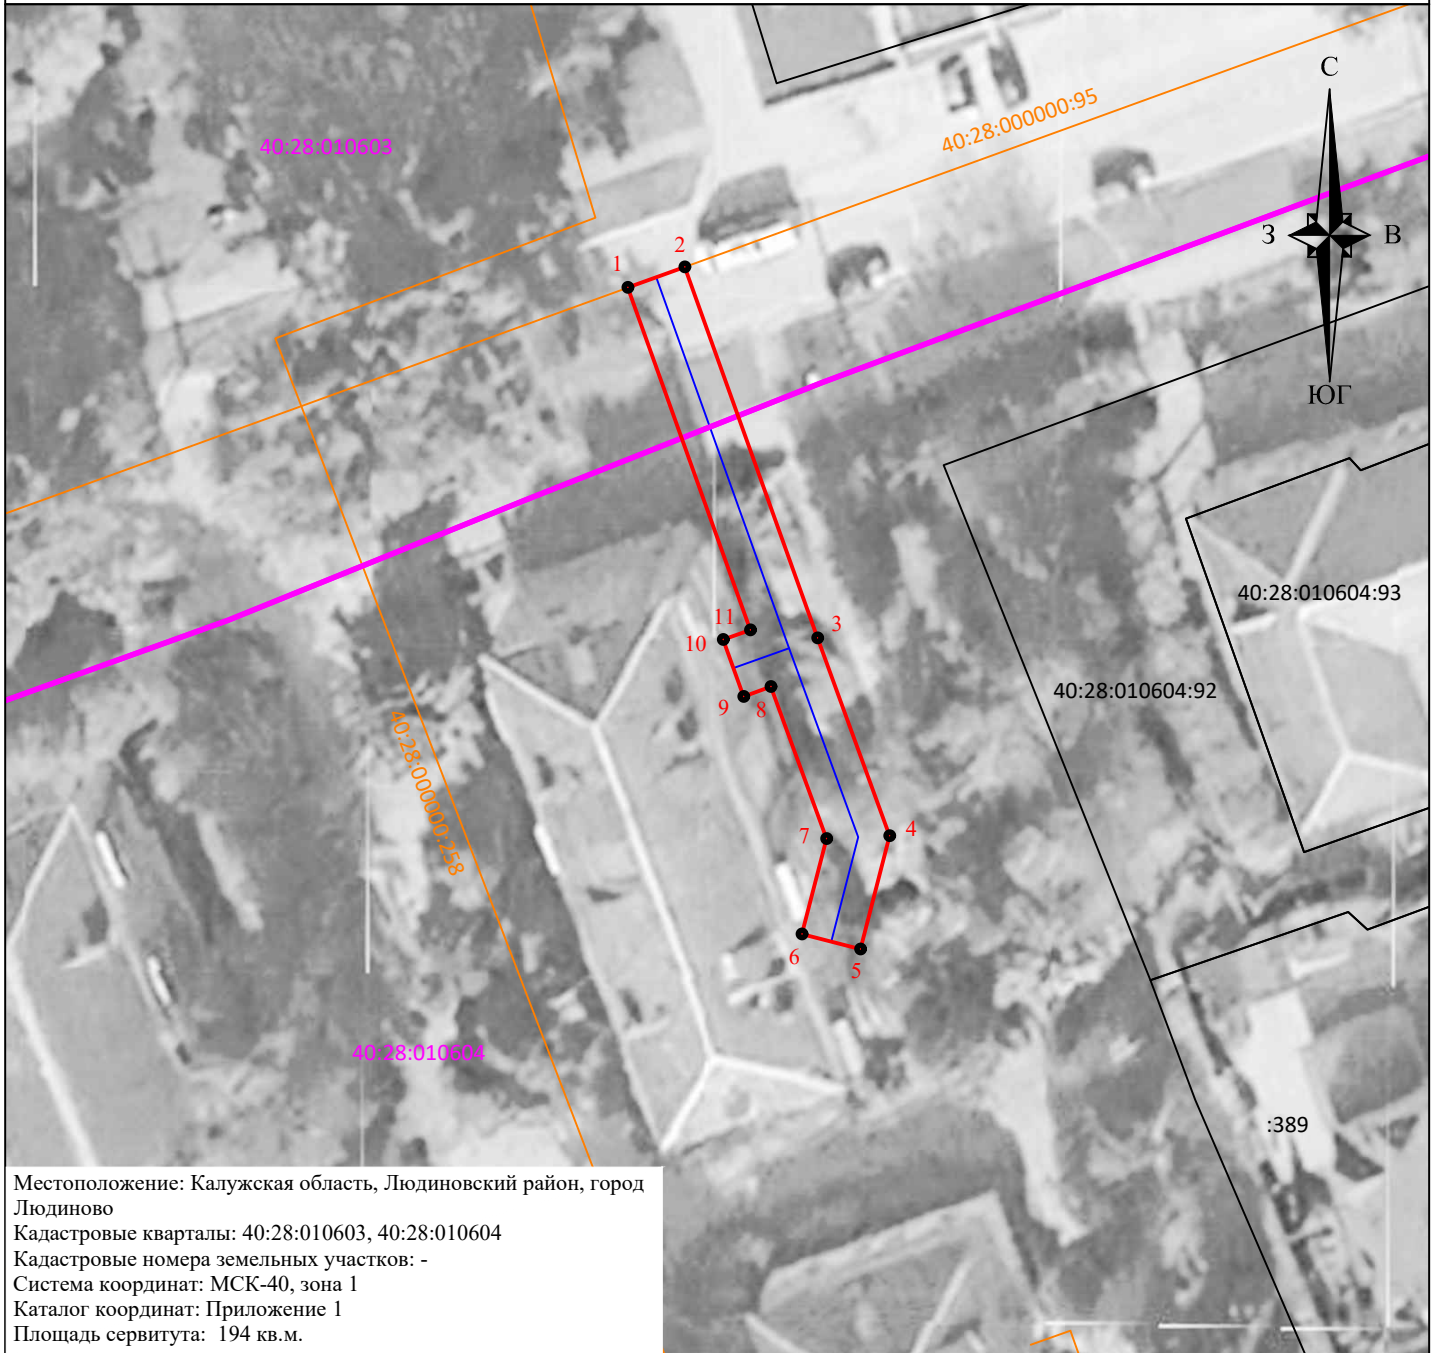 С
40:28:000000:95
40:28:010603
З
В
2
1
ЮГ
40:28:010604:93
11
3
10
40:28:010604:92
9
8
40:28:000000:258
7
4
6
5
40:28:010604
:389
Местоположение: Калужская область, Людиновский район, город
Людиново
Кадастровые кварталы: 40:28:010603, 40:28:010604
Кадастровые номера земельных участков: -
Система координат: МСК-40, зона 1
Каталог координат: Приложение 1
Площадь сервитута: 194 кв.м.